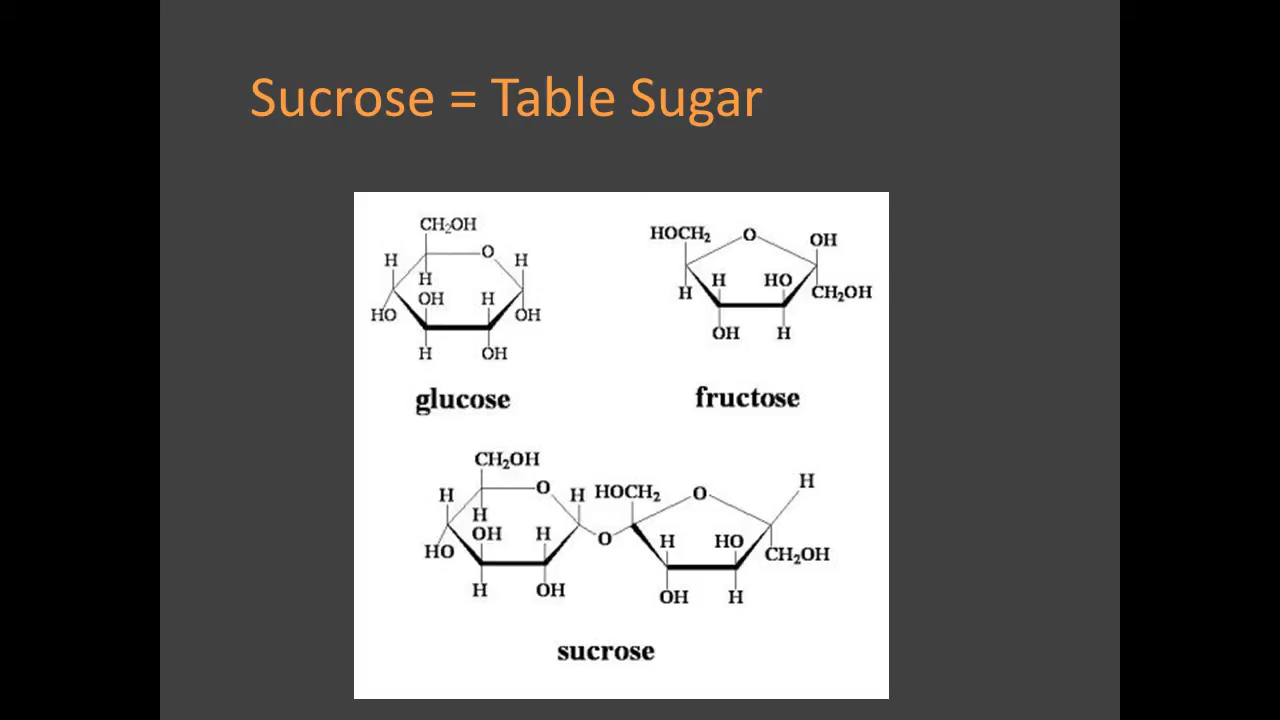 Sucrose = Table Sugar
CH₂OH
H
O
H
H
OH
H
HO
OH
H
OH
glucose
HOCH₂
O
OH
H
H
HO
CH₂OH
OH
H
fructose
CH₂OH
H
O
H
HOCH₂
O
H
H
OH
H
HO
O
H
HO
CH₂OH
H
OH
OH
H
sucrose